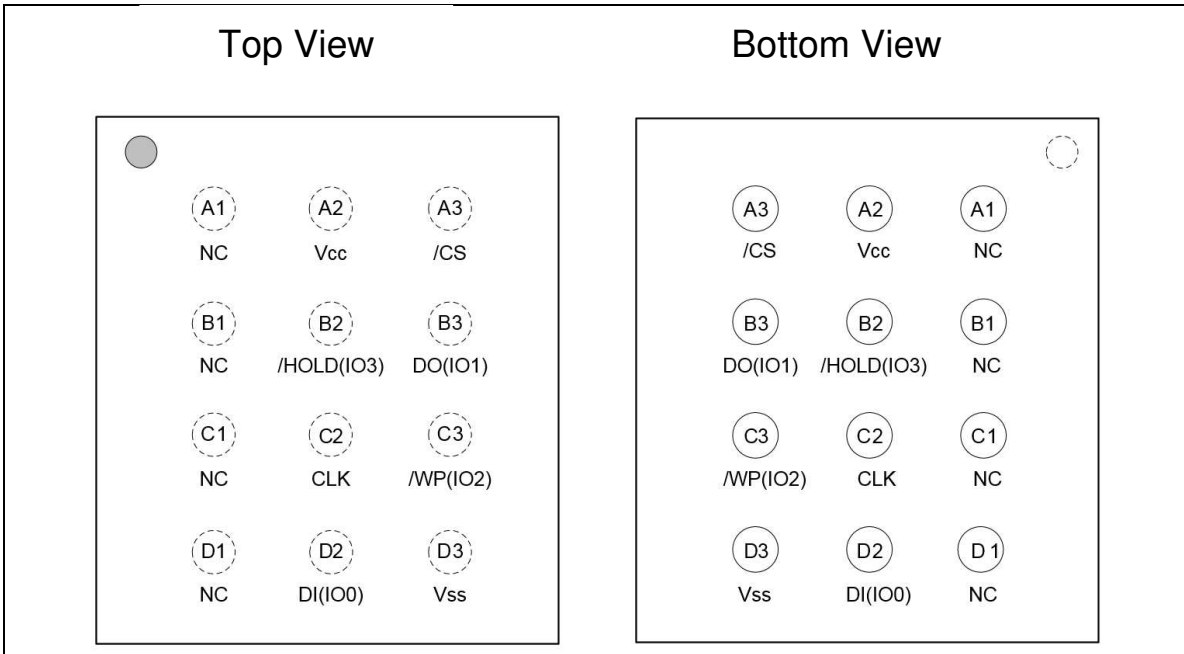 Top View
A1 A2 A3
NC Vcc /CS
B1 B2 B3
NC /HOLD(IO3) DO(IO1)
C1 C2 C3
NC CLK /WP(IO2)
D1 D2 D3
NC DI(IO0) Vss
Bottom View
A3 A2 A1
/CS Vcc NC
B3 B2 B1
DO(IO1) /HOLD(IO3) NC
C3 C2 C1
/WP(IO2) CLK NC
D3 D2 D 1
Vss DI(IO0) NC